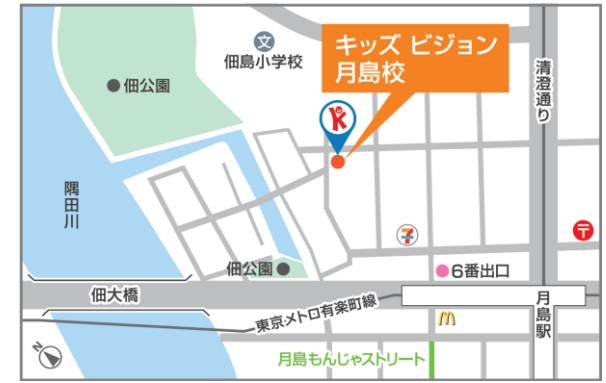 キッズ ビジョン
月島校
文
佃島小学校
佃公園
清澄通り
隅田川
7
〒
佃公園
6番出口
佃大橋
東京メトロ有楽町線
m
月島駅
月島もんじゃストリート
N